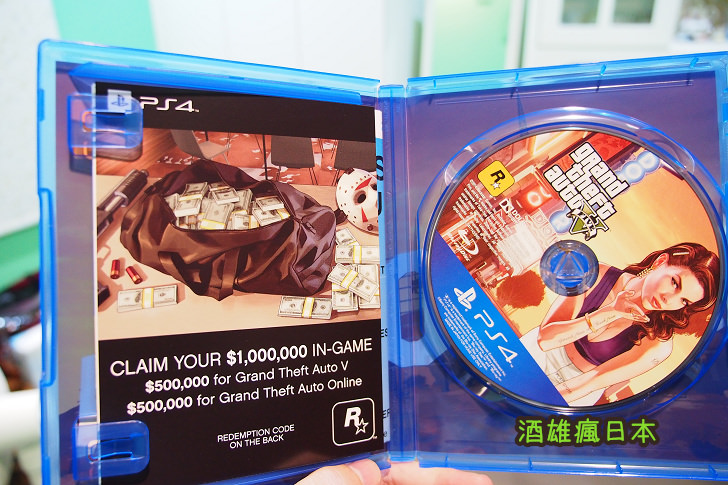 PS4
CLAIM YOUR $1,000,000 IN-GAME
$500,000 for Grand Theft Auto V
$500,000 for Grand Theft Auto Online
REDEMPTION CODE
ON THE BACK
R
R
grand
theft
auto
PS4
酒雄瘋日本